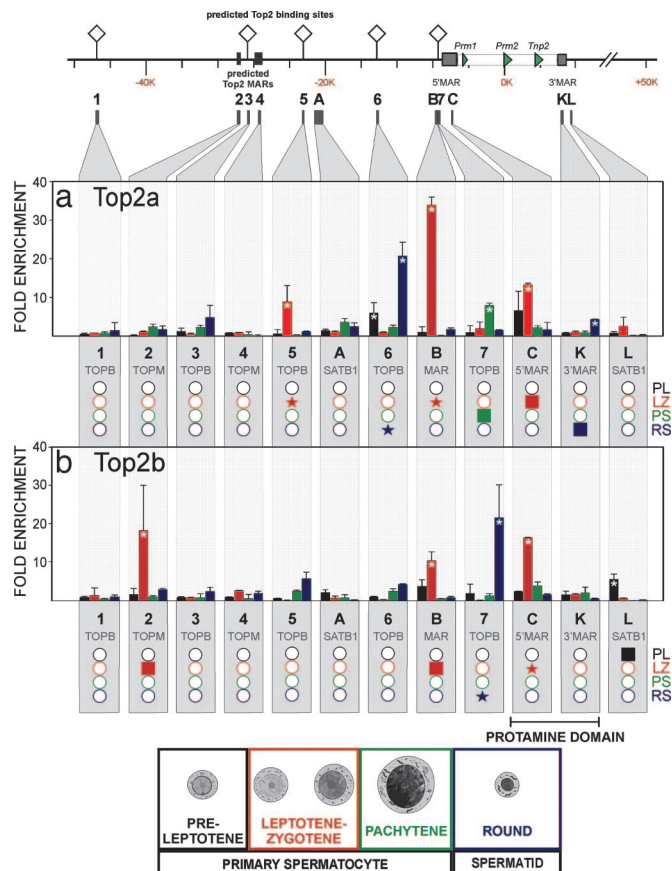 predicted Top2 binding sites
Prm1 Prm2 Tnp2
-40K predicted Top2 MARs -20K 5'MAR 0K 3'MAR +50K
1 2 3 4 5 A 6 B 7 C K L
a Top2a
FOLD ENRICHMENT
40
30
20
10
1 2 3 4 5 A 6 B 7 C K L
TOPB TOPM TOPB TOPB TOPB SATB1 TOPB MAR TOPB 5'MAR 3'MAR SATB1
PL
LZ
PS
RS
b Top2b
FOLD ENRICHMENT
40
30
20
10
1 2 3 4 5 A 6 B 7 C K L
TOPB TOPM TOPB TOPB TOPB SATB1 TOPB MAR TOPB 5'MAR 3'MAR SATB1
PL
LZ
PS
RS
PROTAMINE DOMAIN
PRE-LEPTOTENE
LEPTOTENE-ZYGOTENE
PACHYTENE
ROUND
PRIMARY SPERMATOCYTE
SPERMATID